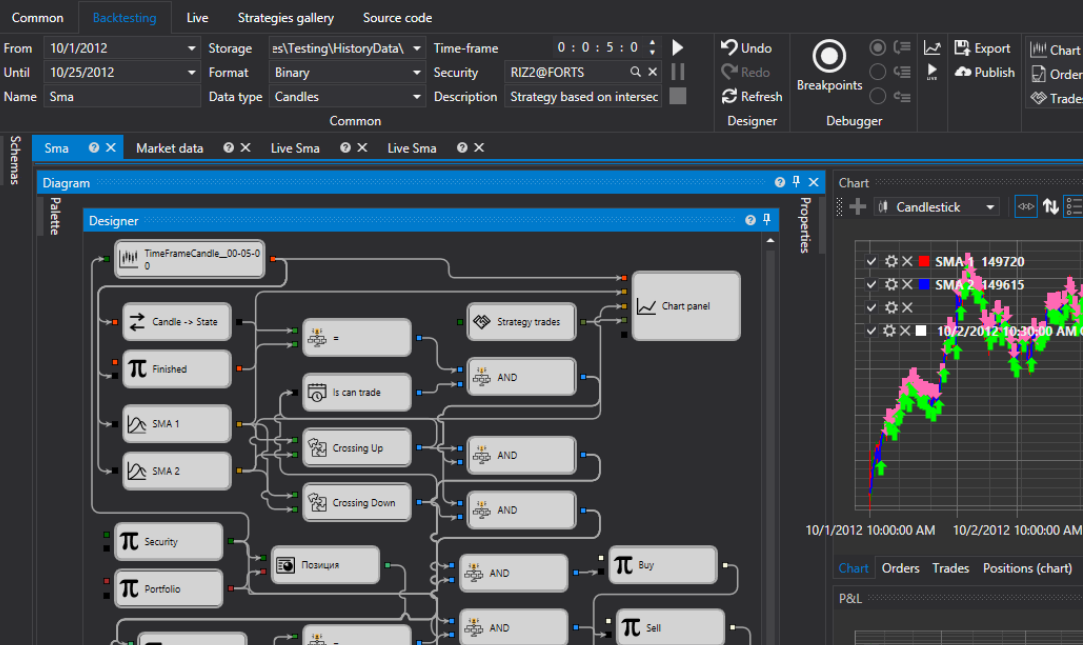 Common Backtesting Live Strategies gallery Source code
From 10/1/2012 Storage es\Testing\HistoryData\ Time-frame 0 : 0 : 5 : 0 Undo Export Chart
Until 10/25/2012 Format Binary Security RIZ2@FORTS Redo Breakpoints Publish Order
Name Sma Data type Candles Description Strategy based on intersec Refresh Trade
Common Designer Debugger
Schemas
Sma Market data Live Sma Live Sma
Diagram
Palette
Designer
Properties
TimeFrameCandle__00-05-0
0
Candle -> State
Finished
SMA 1
SMA 2
Security
Portfolio
=
Is can trade
Crossing Up
Crossing Down
Позиция
Strategy trades
AND
AND
AND
AND
AND
Chart panel
Buy
Sell
Chart
Candlestick
SMA 1 149720
SMA 2 149615
10/2/2012 10:30:00 AM
10/1/2012 10:00:00 AM 10/2/2012 10:00:00 AM
Chart Orders Trades Positions (chart)
P&L